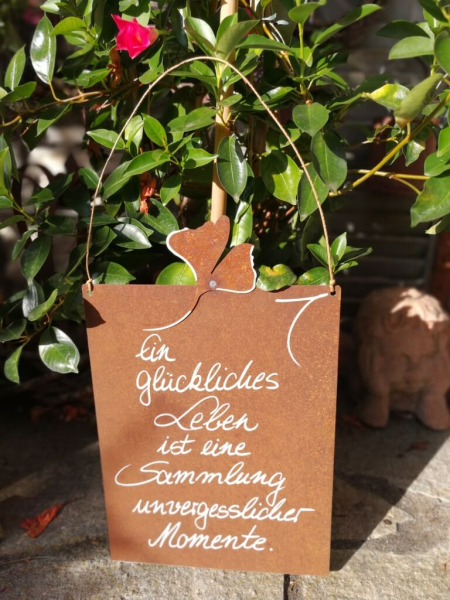 Ein
glückliches
Leben
ist eine
Sammlung
unvergesslicher
Momente.